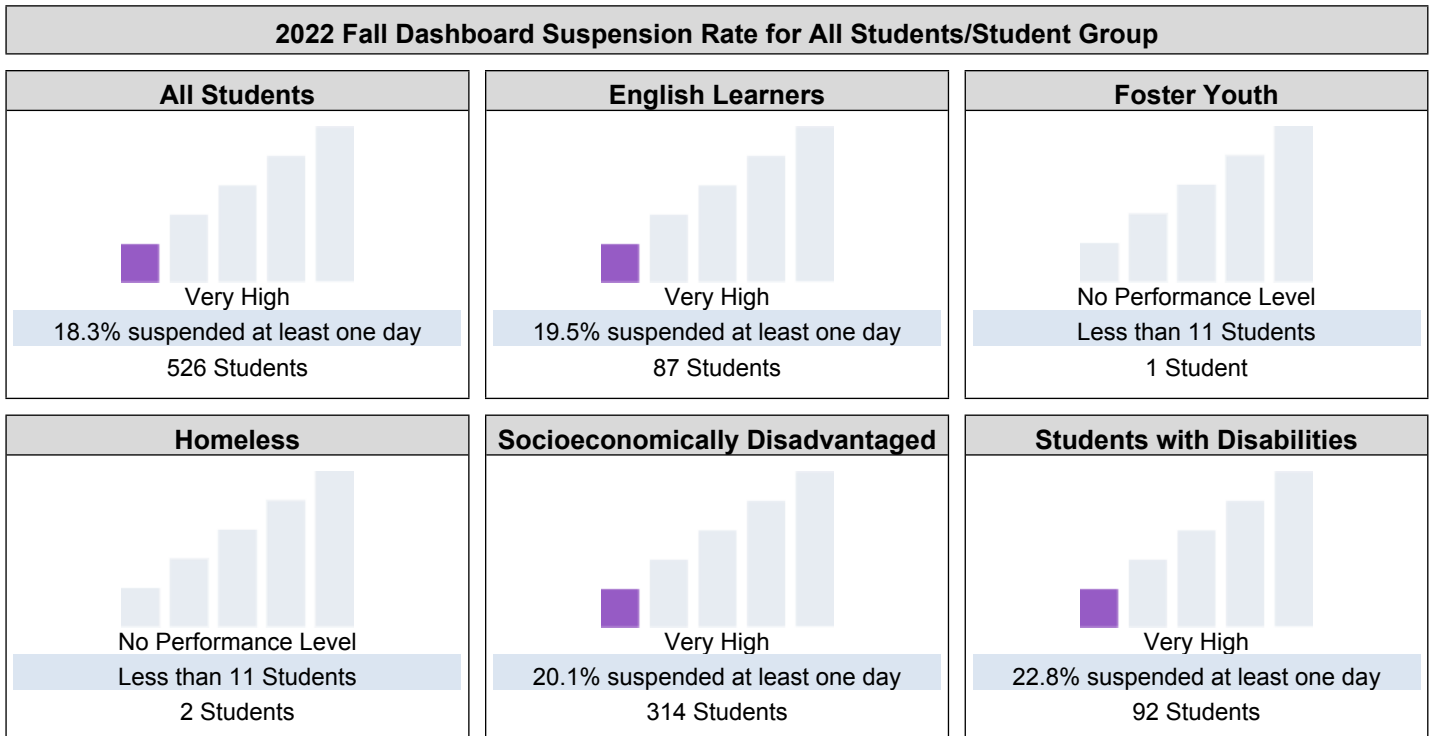 2022 Fall Dashboard Suspension Rate for All Students/Student Group
All Students
Very High
18.3% suspended at least one day
526 Students
English Learners
Very High
19.5% suspended at least one day
87 Students
Foster Youth
No Performance Level
Less than 11 Students
1 Student
Homeless
No Performance Level
Less than 11 Students
2 Students
Socioeconomically Disadvantaged
Very High
20.1% suspended at least one day
314 Students
Students with Disabilities
Very High
22.8% suspended at least one day
92 Students